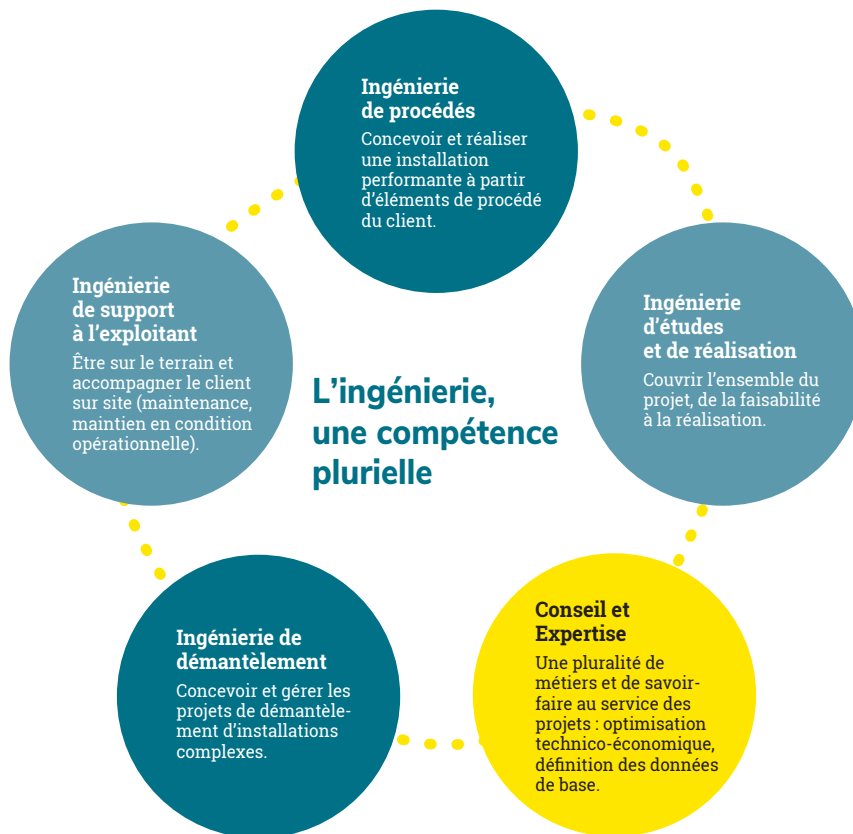 Ingénierie
de procédés
Concevoir et réaliser
une installation
performante à partir
d'éléments de procédé
du client.
Ingénierie
de support
à l'exploitant
Être sur le terrain et
accompagner le client
sur site (maintenance,
maintien en condition
opérationnelle).
Ingénierie
d'études
et de réalisation
Couvrir l'ensemble du
projet, de la faisabilité
à la réalisation.
L'ingénierie,
une compétence
plurielle
Ingénierie de
démantèlement
Concevoir et gérer les
projets de démantèle-
ment d'installations
complexes.
Conseil et
Expertise
Une pluralité de
métiers et de savoir-
faire au service des
projets : optimisation
technico-économique,
définition des données
de base.